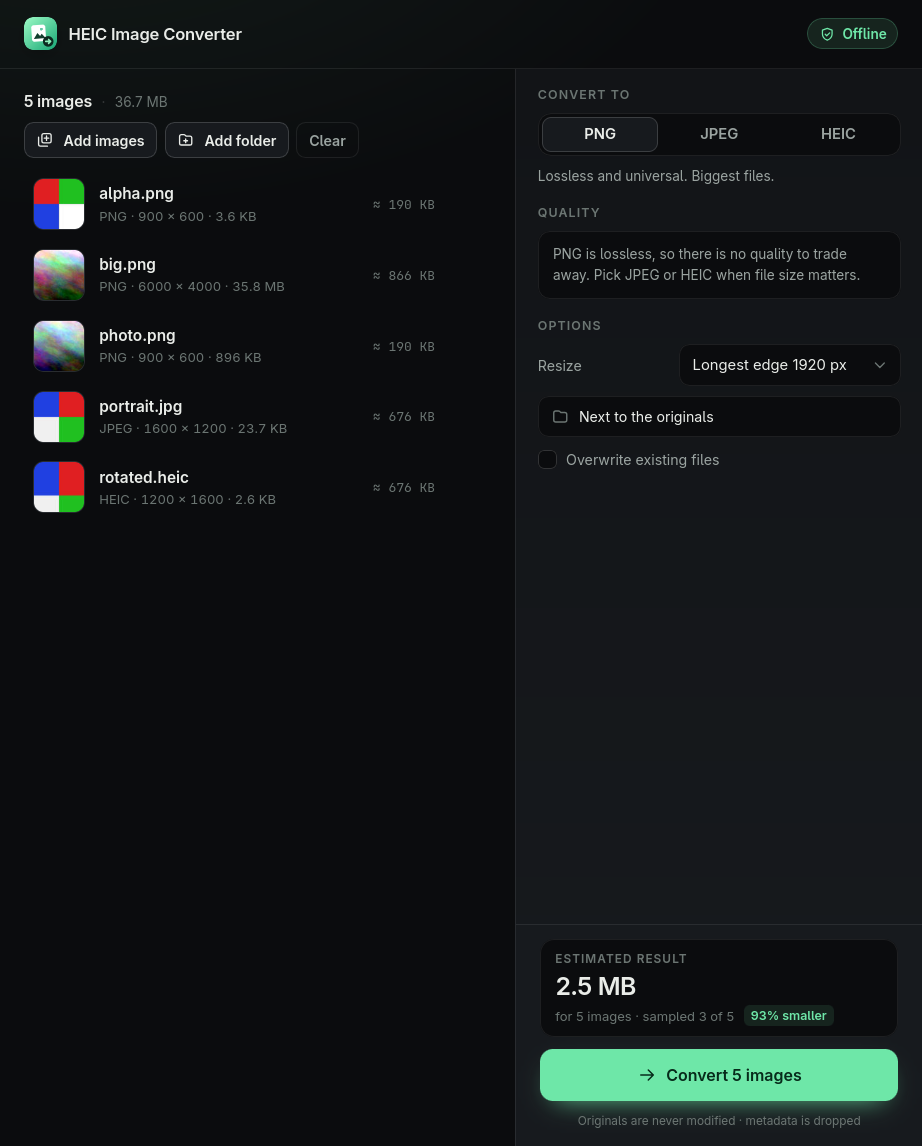 HEIC Image Converter
Offline
5 images · 36.7 MB
Add images
Add folder
Clear
alpha.png
PNG · 900 × 600 · 3.6 KB
≈ 190 KB
big.png
PNG · 6000 × 4000 · 35.8 MB
≈ 866 KB
photo.png
PNG · 900 × 600 · 896 KB
≈ 190 KB
portrait.jpg
JPEG · 1600 × 1200 · 23.7 KB
≈ 676 KB
rotated.heic
HEIC · 1200 × 1600 · 2.6 KB
≈ 676 KB
CONVERT TO
PNG
JPEG
HEIC
Lossless and universal. Biggest files.
QUALITY
PNG is lossless, so there is no quality to trade
away. Pick JPEG or HEIC when file size matters.
OPTIONS
Resize
Longest edge 1920 px
Next to the originals
Overwrite existing files
ESTIMATED RESULT
2.5 MB
for 5 images · sampled 3 of 5
93% smaller
Convert 5 images
Originals are never modified · metadata is dropped